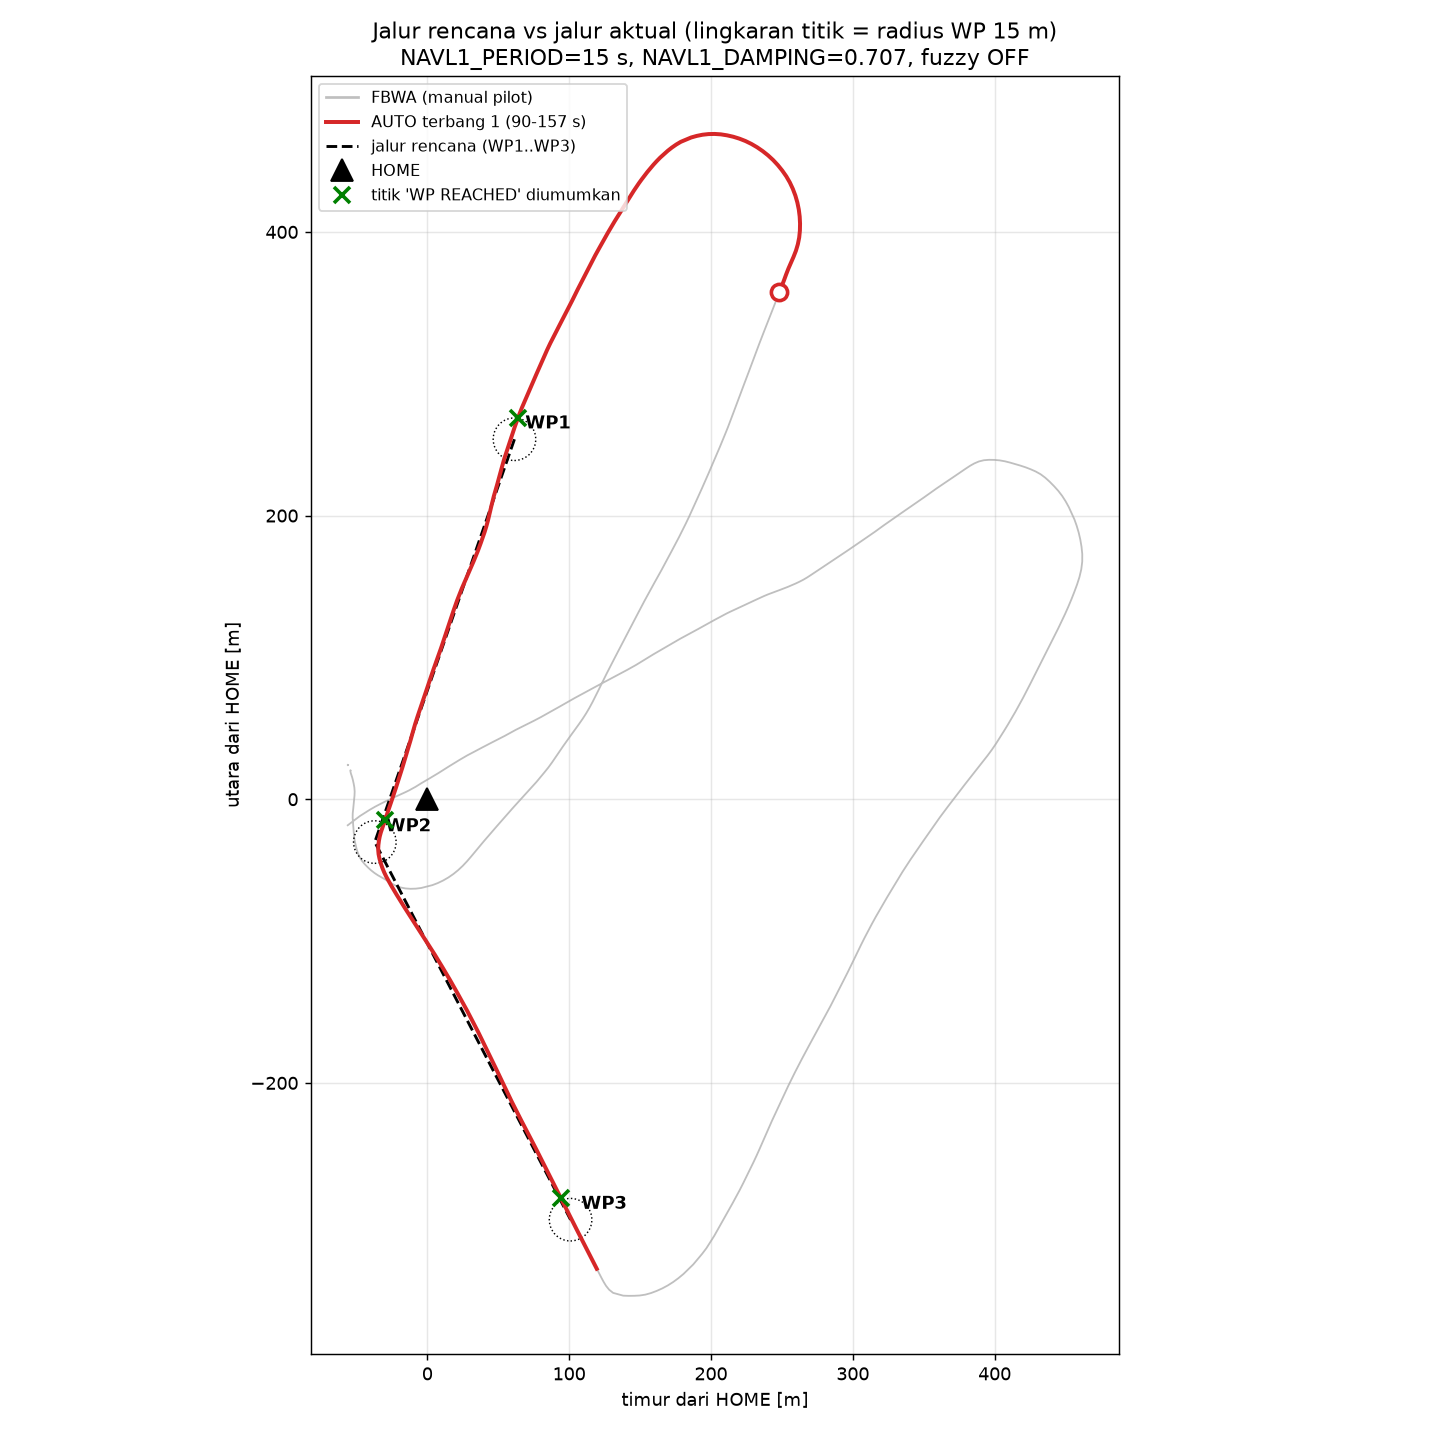 Jalur rencana vs jalur aktual (lingkaran titik = radius WP 15 m)
NAVL1_PERIOD=15 s, NAVL1_DAMPING=0.707, fuzzy OFF
FBWA (manual pilot)
AUTO terbang 1 (90-157 s)
jalur rencana (WP1..WP3)
HOME
titik 'WP REACHED' diumumkan
400
200
0
−200
utara dari HOME [m]
WP1
WP2
WP3
0
100
200
300
400
timur dari HOME [m]